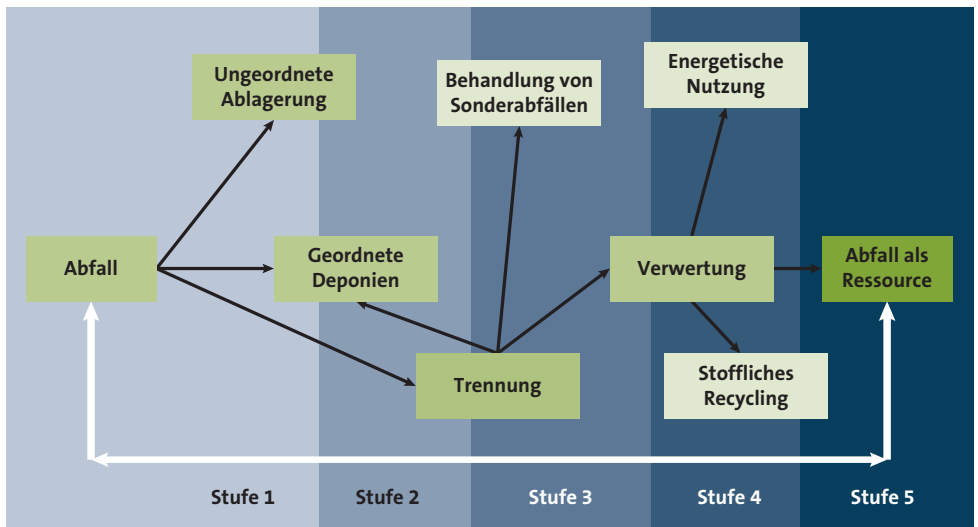 Ungeordnete
Ablagerung
Behandlung von
Sonderabfällen
Energetische
Nutzung
Abfall
Geordnete
Deponien
Verwertung
Abfall als
Ressource
Trennung
Stoffliches
Recycling
Stufe 1
Stufe 2
Stufe 3
Stufe 4
Stufe 5